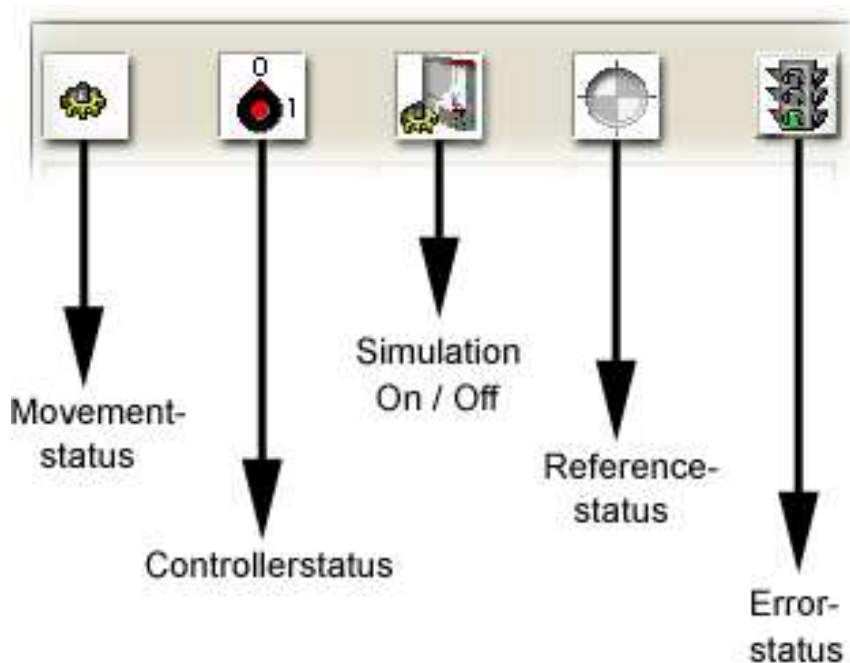 0
1
Movement-
status
Controllerstatus
Simulation
On / Off
Reference-
status
Error-
status